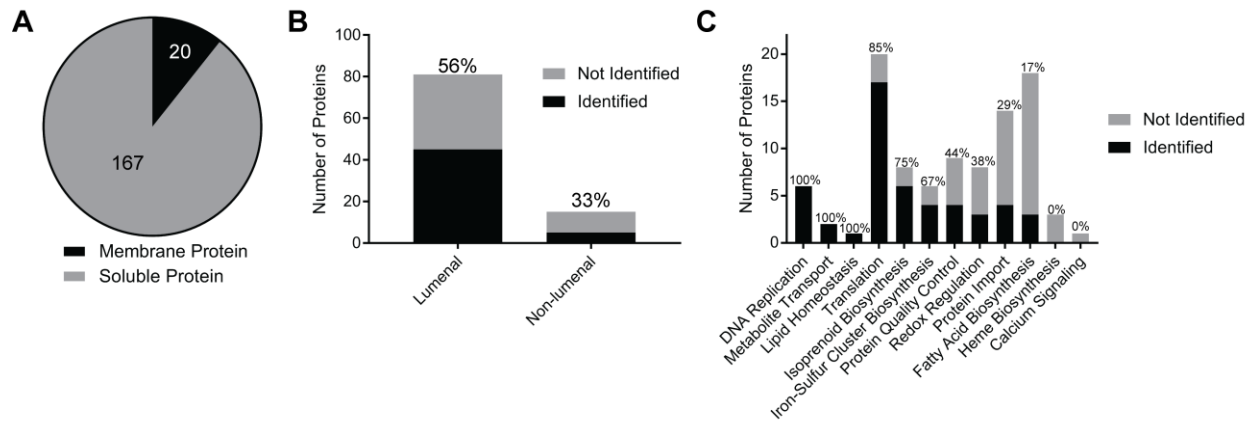 A
20
167
Membrane Protein
Soluble Protein
B
Number of Proteins
100
80
60
40
20
0
56%
33%
Not Identified
Identified
Lumenal
Non-lumenal
C
Number of Proteins
20
15
10
5
0
100%
100%
100%
85%
75%
67%
44%
38%
29%
17%
0%
0%
Not Identified
Identified
DNA Replication
Metabolite Transport
Lipid Homeostasis
Translation
Isoprenoid Biosynthesis
Iron-Sulfur Cluster Biosynthesis
Protein Quality Control
Redox Regulation
Protein Import
Fatty Acid Biosynthesis
Heme Biosynthesis
Calcium Signaling